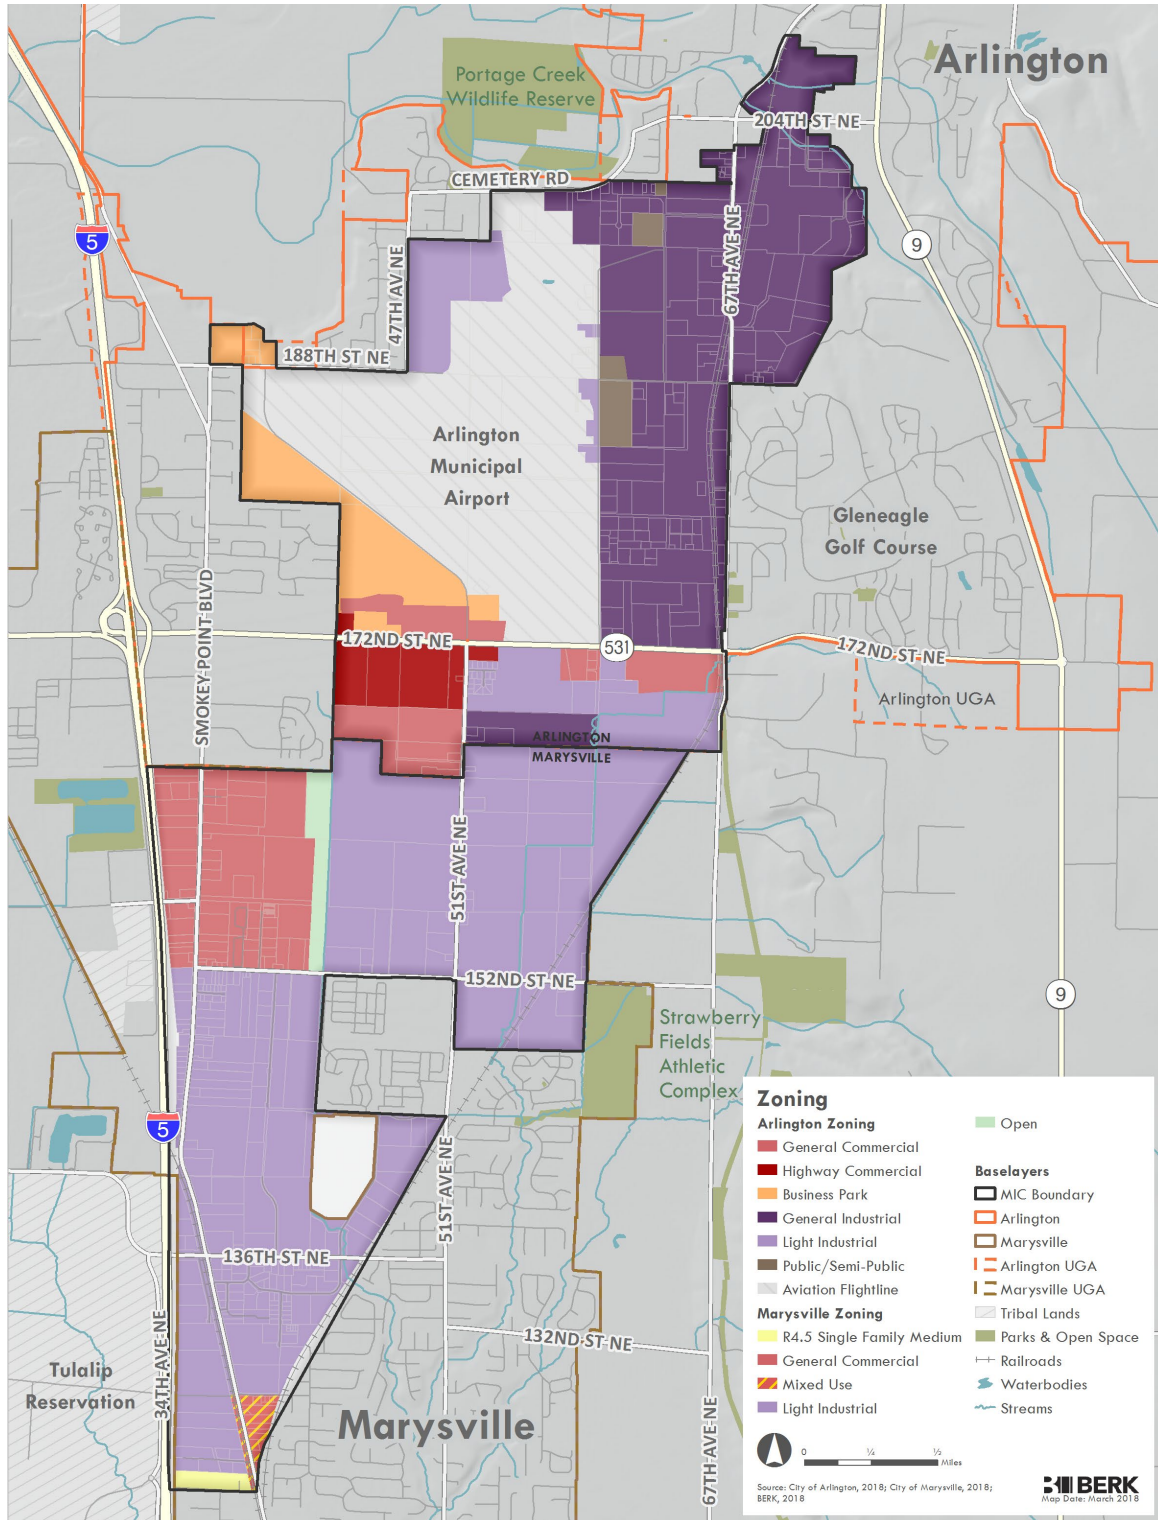 Arlington
Portage Creek
Wildlife Reserve
204TH ST NE
CEMETERY RD
5
9
67TH AVE NE
47TH AV NE
188TH ST NE
Arlington
Municipal
Airport
Gleneagle
Golf Course
SMOKEY POINT BLVD
172ND ST NE
531
172ND ST NE
Arlington UGA
ARLINGTON
MARYSVILLE
51ST AVE NE
152ND ST NE
9
Strawberry
Fields
Athletic
Complex
5
51ST AVE NE
136TH ST NE
132ND ST NE
34TH AVE NE
Tulalip
Reservation
Marysville
67TH AVE NE
Zoning
Arlington Zoning
General Commercial
Highway Commercial
Business Park
General Industrial
Light Industrial
Public/Semi-Public
Aviation Flightline
Marysville Zoning
R4.5 Single Family Medium
General Commercial
Mixed Use
Light Industrial
Open
Baselayers
MIC Boundary
Arlington
Marysville
Arlington UGA
Marysville UGA
Tribal Lands
Parks & Open Space
Railroads
Waterbodies
Streams
0 ¼ ½
Miles
Source: City of Arlington, 2018; City of Marysville, 2018;
BERK, 2018
BERK
Map Date: March 2018